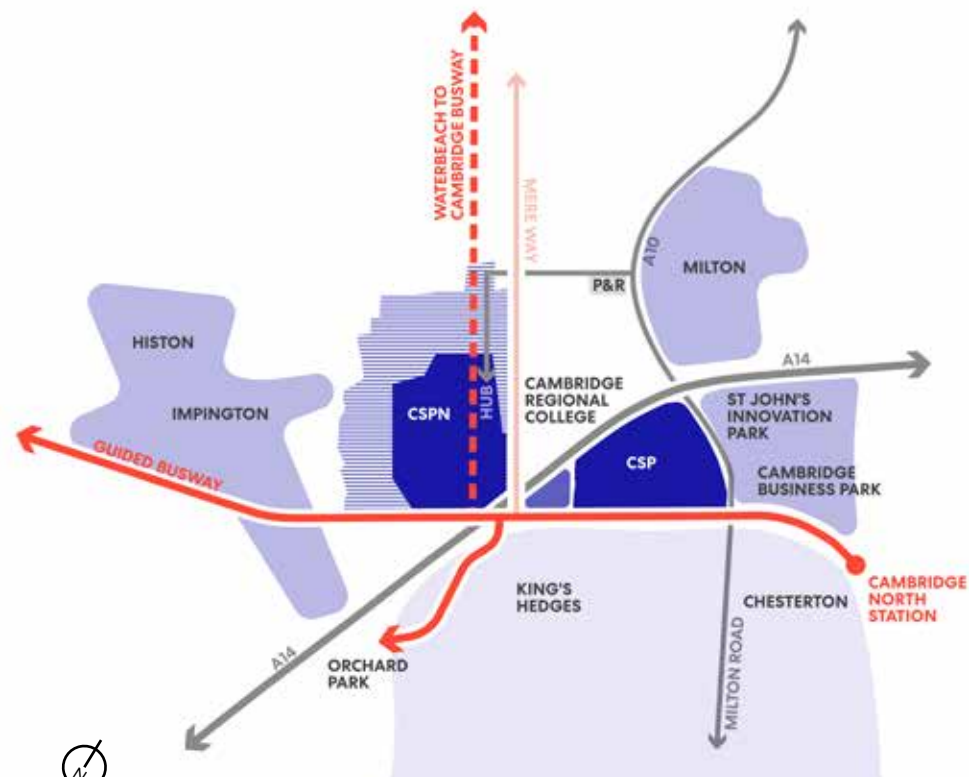 WATERBEACH TO
CAMBRIDGE BUSWAY
MERE WAY
A10
MILTON
P&R
HISTON
IMPINGTON
CSPN
HUB
CAMBRIDGE
REGIONAL
COLLEGE
A14
ST JOHN'S
INNOVATION
PARK
CSP
CAMBRIDGE
BUSINESS PARK
GUIDED BUSWAY
KING'S
HEDGES
CHESTERTON
CAMBRIDGE
NORTH
STATION
A14
ORCHARD
PARK
MILTON ROAD
N